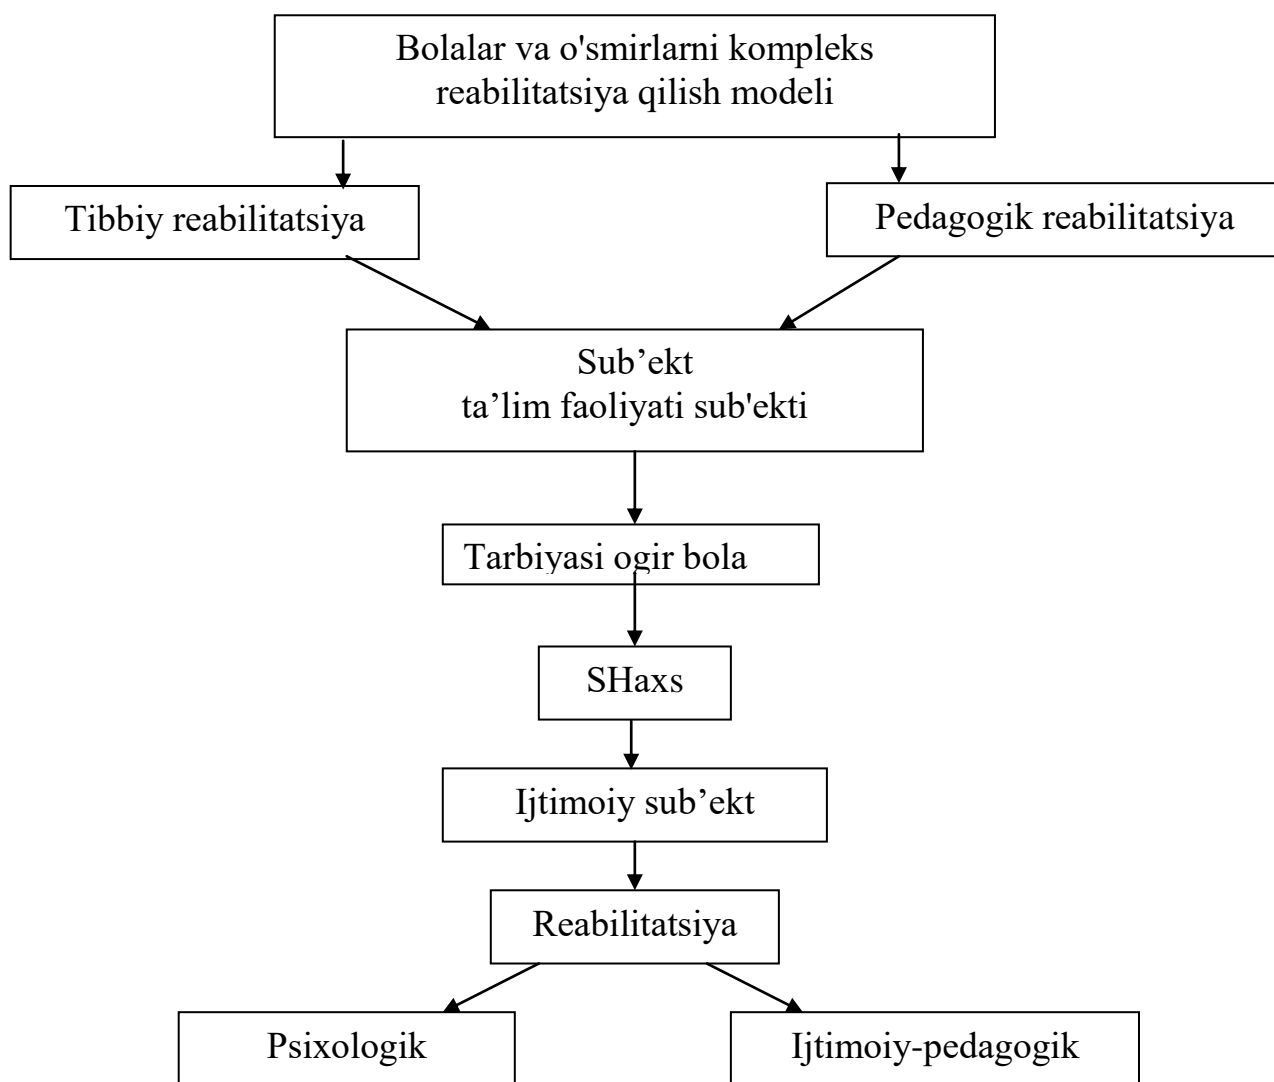 Bolalar va o'smirlarni kompleks
reabilitatsiya qilish modeli
Tibbiy reabilitatsiya
Pedagogik reabilitatsiya
Sub’ekt
ta’lim faoliyati sub'ekti
Tarbiyasi ogir bola
SHaxs
Ijtimoiy sub’ekt
Reabilitatsiya
Psixologik
Ijtimoiy-pedagogik